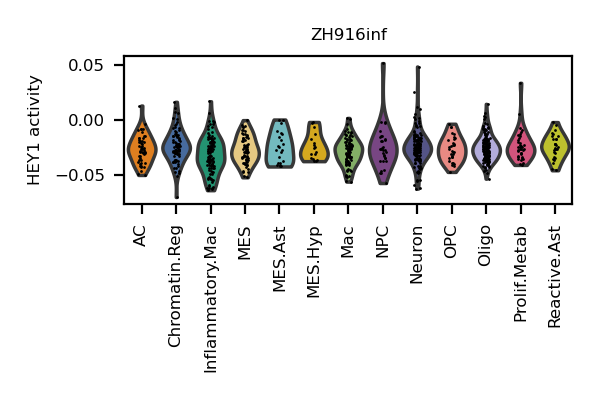 ZH916inf
HEY1 activity
0.05
0.00
−0.05
AC
Chromatin.Reg
Inflammatory.Mac
MES
MES.Ast
MES.Hyp
Mac
NPC
Neuron
OPC
Oligo
Prolif.Metab
Reactive.Ast